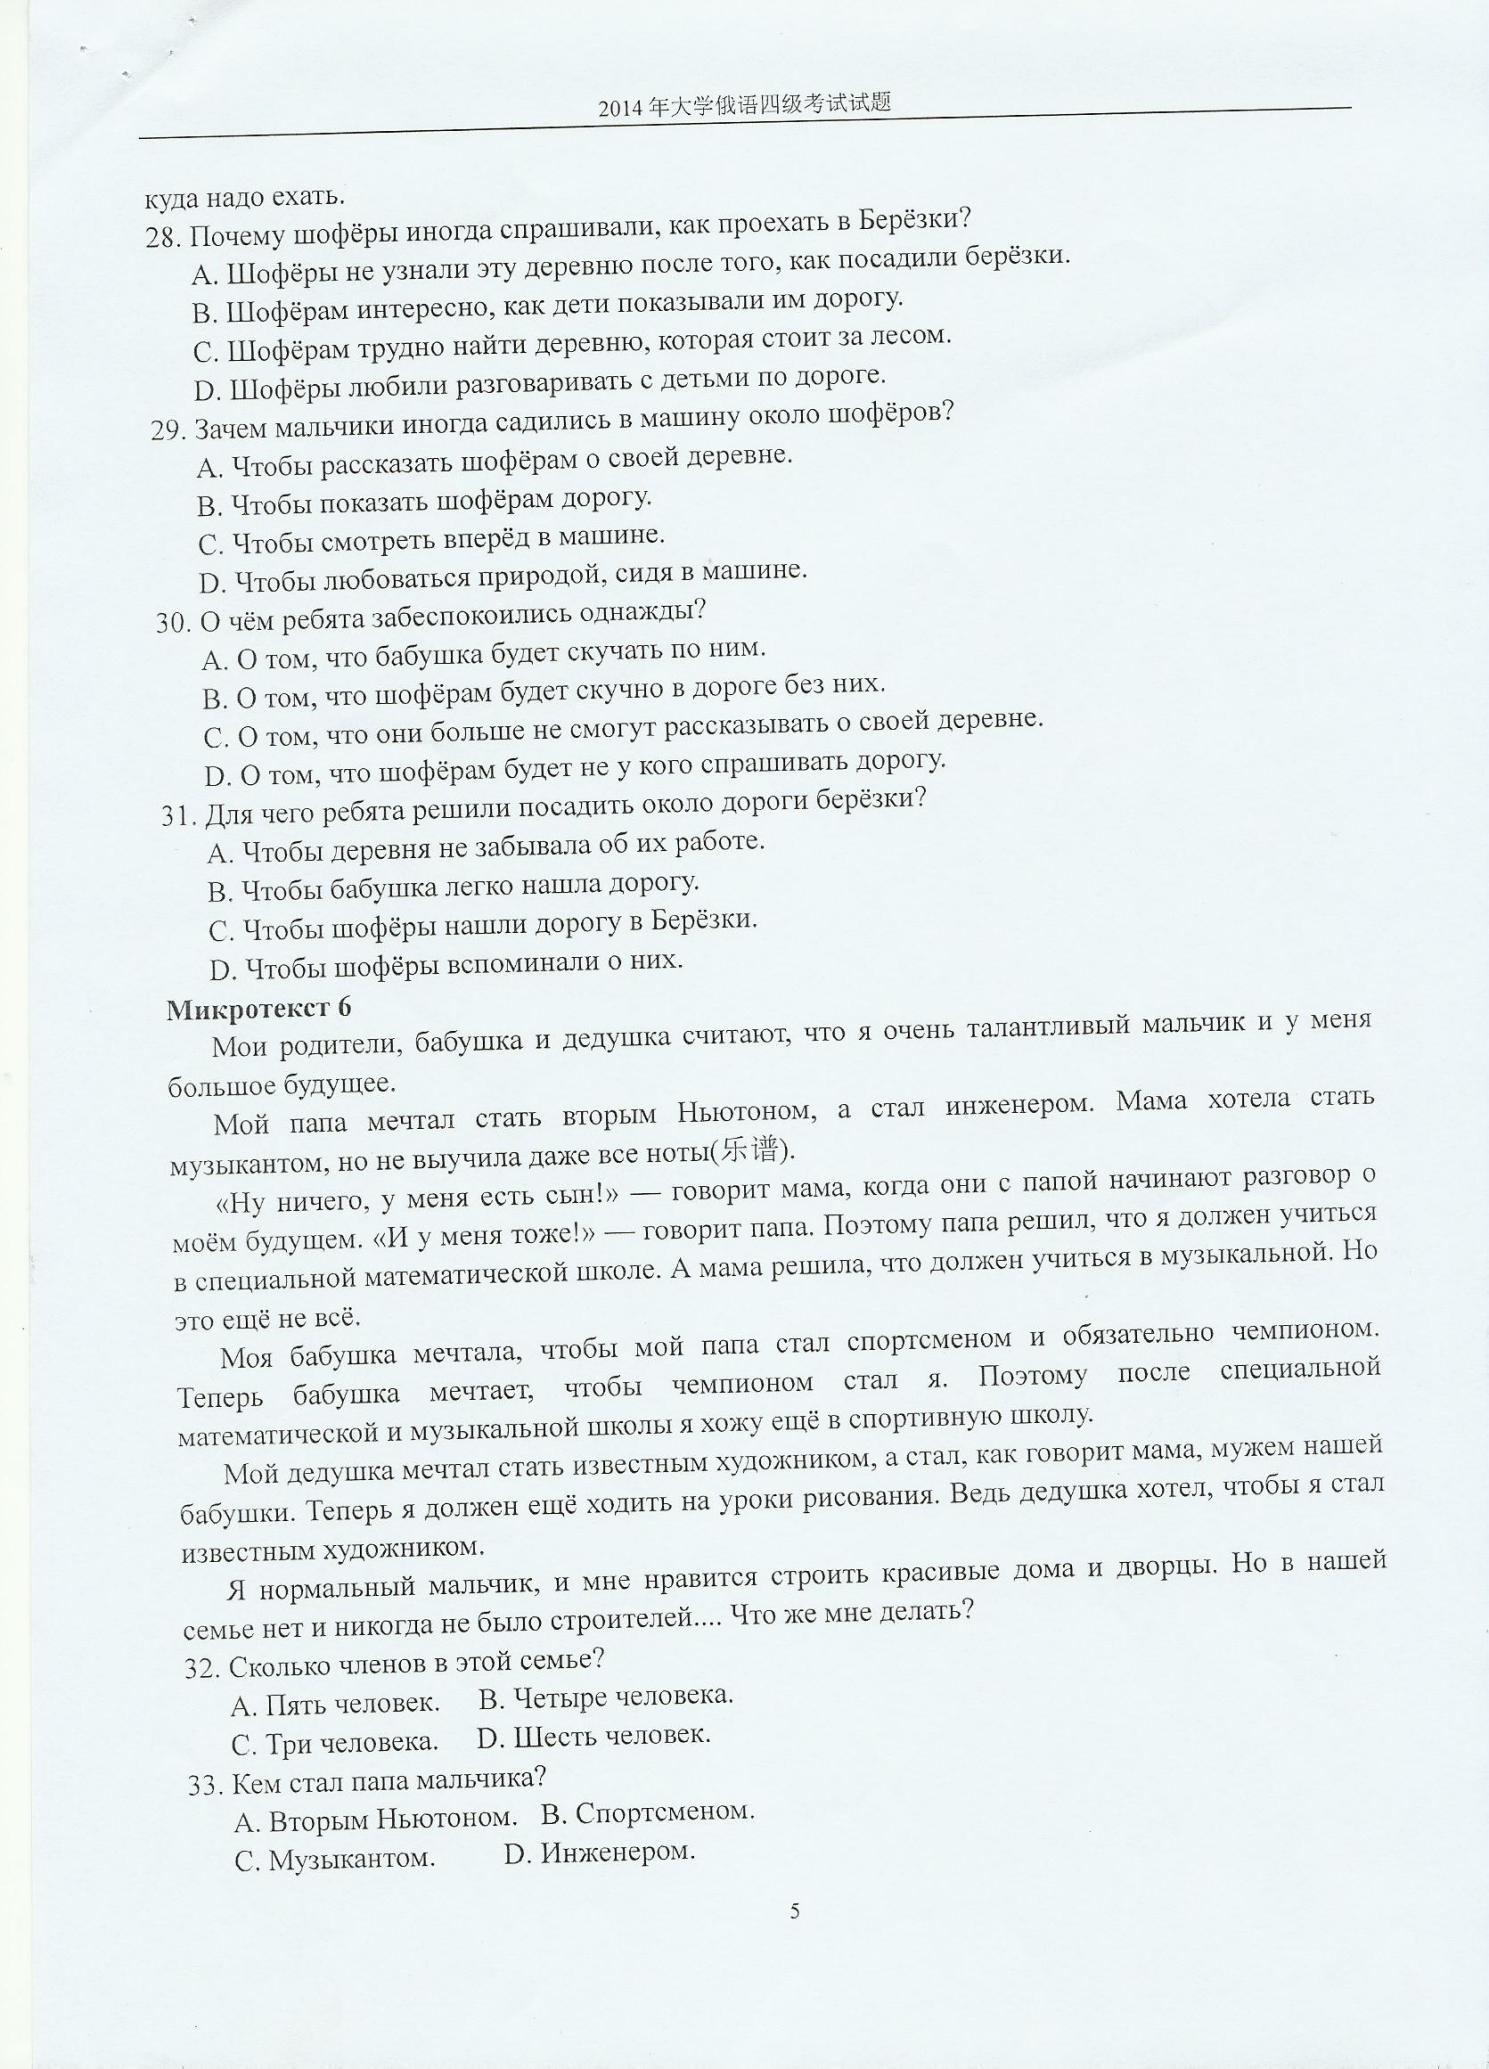 2014 年大学俄语四级考试试题
куда надо ехать.
28. Почему шофёры иногда спрашивали, как проехать в Берёзки?
A. Шофёры не узнали эту деревню после того, как посадили берёзки.
B. Шофёрам интересно, как дети показывали им дорогу.
C. Шофёрам трудно найти деревню, которая стоит за лесом.
D. Шофёры любили разговаривать с детьми по дороге.
29. Зачем мальчики иногда садились в машину около шофёров?
A. Чтобы рассказать шофёрам о своей деревне.
B. Чтобы показать шофёрам дорогу.
C. Чтобы смотреть вперёд в машине.
D. Чтобы любоваться природой, сидя в машине.
30. О чём ребята забеспокоились однажды?
A. О том, что бабушка будет скучать по ним.
B. О том, что шофёрам будет скучно в дороге без них.
C. О том, что они больше не смогут рассказывать о своей деревне.
D. О том, что шофёрам будет не у кого спрашивать дорогу.
31. Для чего ребята решили посадить около дороги берёзки?
A. Чтобы деревня не забывала об их работе.
B. Чтобы бабушка легко нашла дорогу.
C. Чтобы шофёры нашли дорогу в Берёзки.
D. Чтобы шофёры вспоминали о них.
Микротекст 6
Мои родители, бабушка и дедушка считают, что я очень талантливый мальчик и у меня
большое будущее.
Мой папа мечтал стать вторым Ньютоном, а стал инженером. Мама хотела стать
музыкантом, но не выучила даже все ноты(乐谱).
«Ну ничего, у меня есть сын!» — говорит мама, когда они с папой начинают разговор о
моём будущем. «И у меня тоже!» — говорит папа. Поэтому папа решил, что я должен учиться
в специальной математической школе. А мама решила, что должен учиться в музыкальной. Но
это ещё не всё.
Моя бабушка мечтала, чтобы мой папа стал спортсменом и обязательно чемпионом.
Теперь бабушка мечтает, чтобы чемпионом стал я. Поэтому после специальной
математической и музыкальной школы я хожу ещё в спортивную школу.
Мой дедушка мечтал стать известным художником, а стал, как говорит мама, мужем нашей
бабушки. Теперь я должен ещё ходить на уроки рисования. Ведь дедушка хотел, чтобы я стал
известным художником.
Я нормальный мальчик, и мне нравится строить красивые дома и дворцы. Но в нашей
семье нет и никогда не было строителей.... Что же мне делать?
32. Сколько членов в этой семье?
A. Пять человек. B. Четыре человека.
C. Три человека. D. Шесть человек.
33. Кем стал папа мальчика?
A. Вторым Ньютоном. B. Спортсменом.
C. Музыкантом. D. Инженером.
5